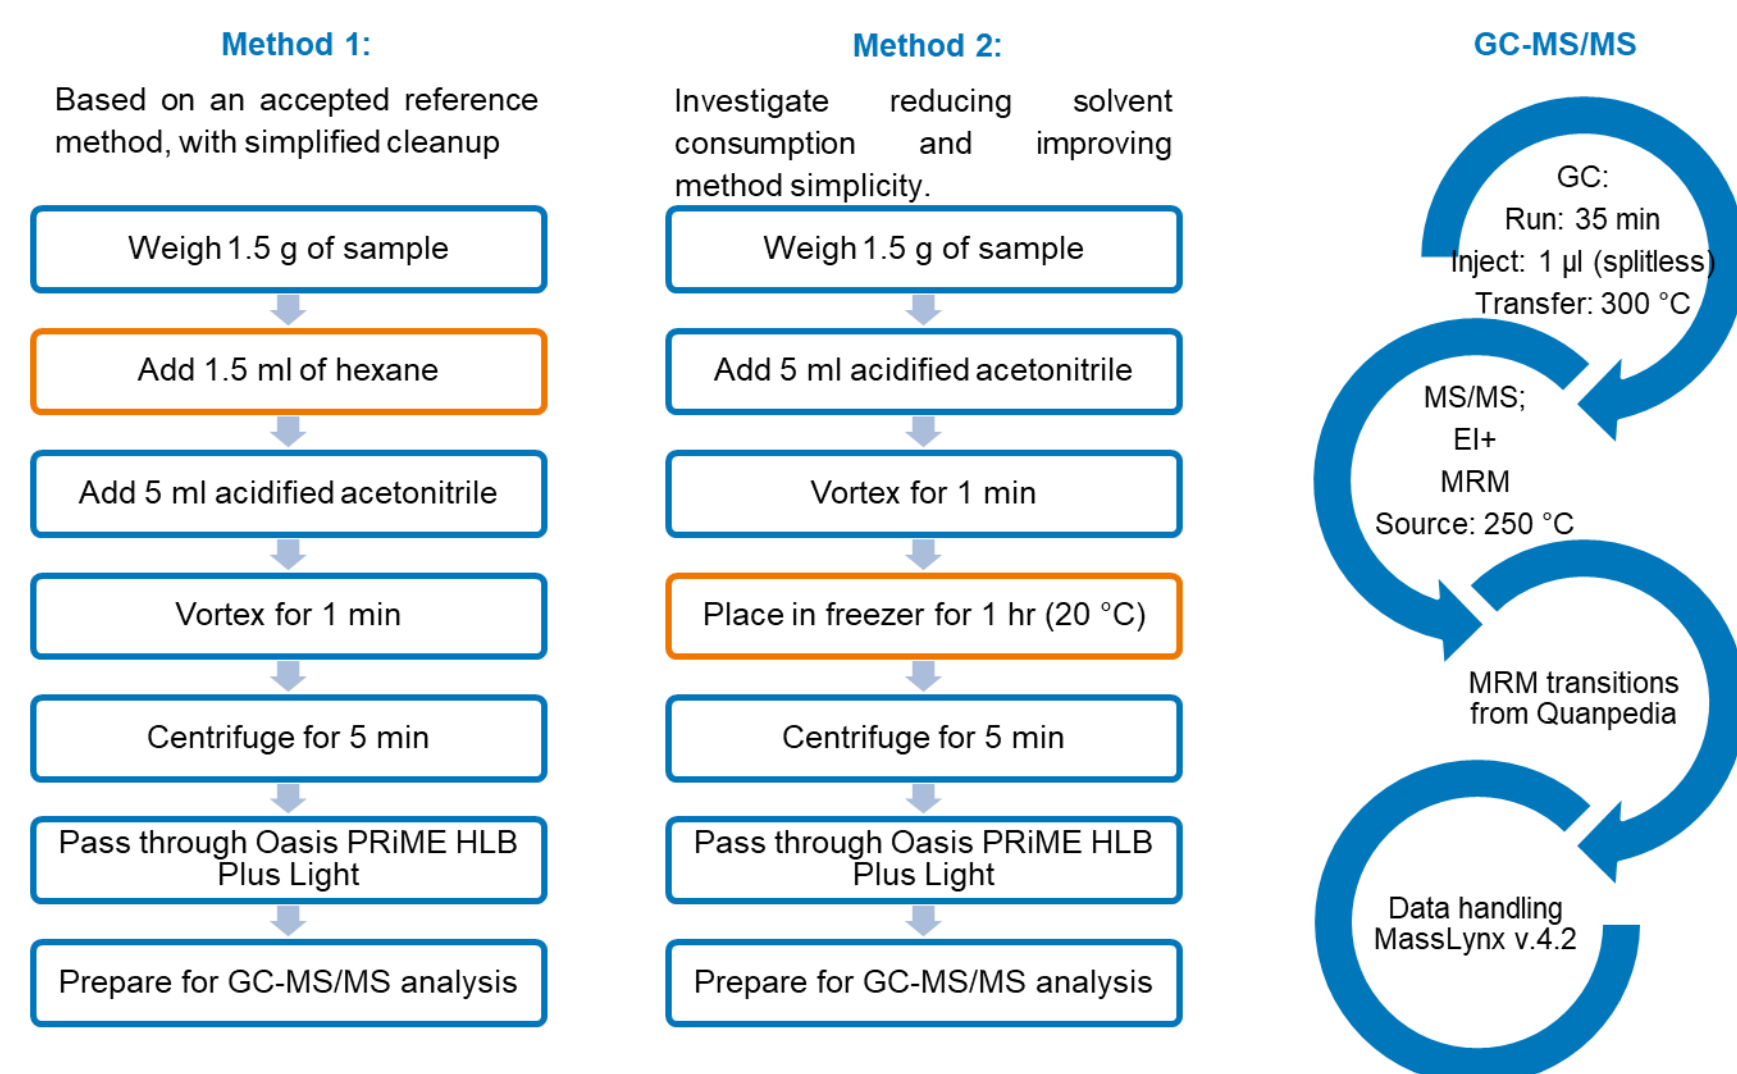 Method 1:
Based on an accepted reference
method, with simplified cleanup
Weigh 1.5 g of sample
Add 1.5 ml of hexane
Add 5 ml acidified acetonitrile
Vortex for 1 min
Centrifuge for 5 min
Pass through Oasis PRiME HLB
Plus Light
Prepare for GC-MS/MS analysis
Method 2:
Investigate reducing solvent
consumption and improving
method simplicity.
Weigh 1.5 g of sample
Add 5 ml acidified acetonitrile
Vortex for 1 min
Place in freezer for 1 hr (20 °C)
Centrifuge for 5 min
Pass through Oasis PRiME HLB
Plus Light
Prepare for GC-MS/MS analysis
GC-MS/MS
GC:
Run: 35 min
Inject: 1 µl (splitless)
Transfer: 300 °C
MS/MS;
EI+
MRM
Source: 250 °C
MRM transitions
from Quanpedia
Data handling
MassLynx v.4.2